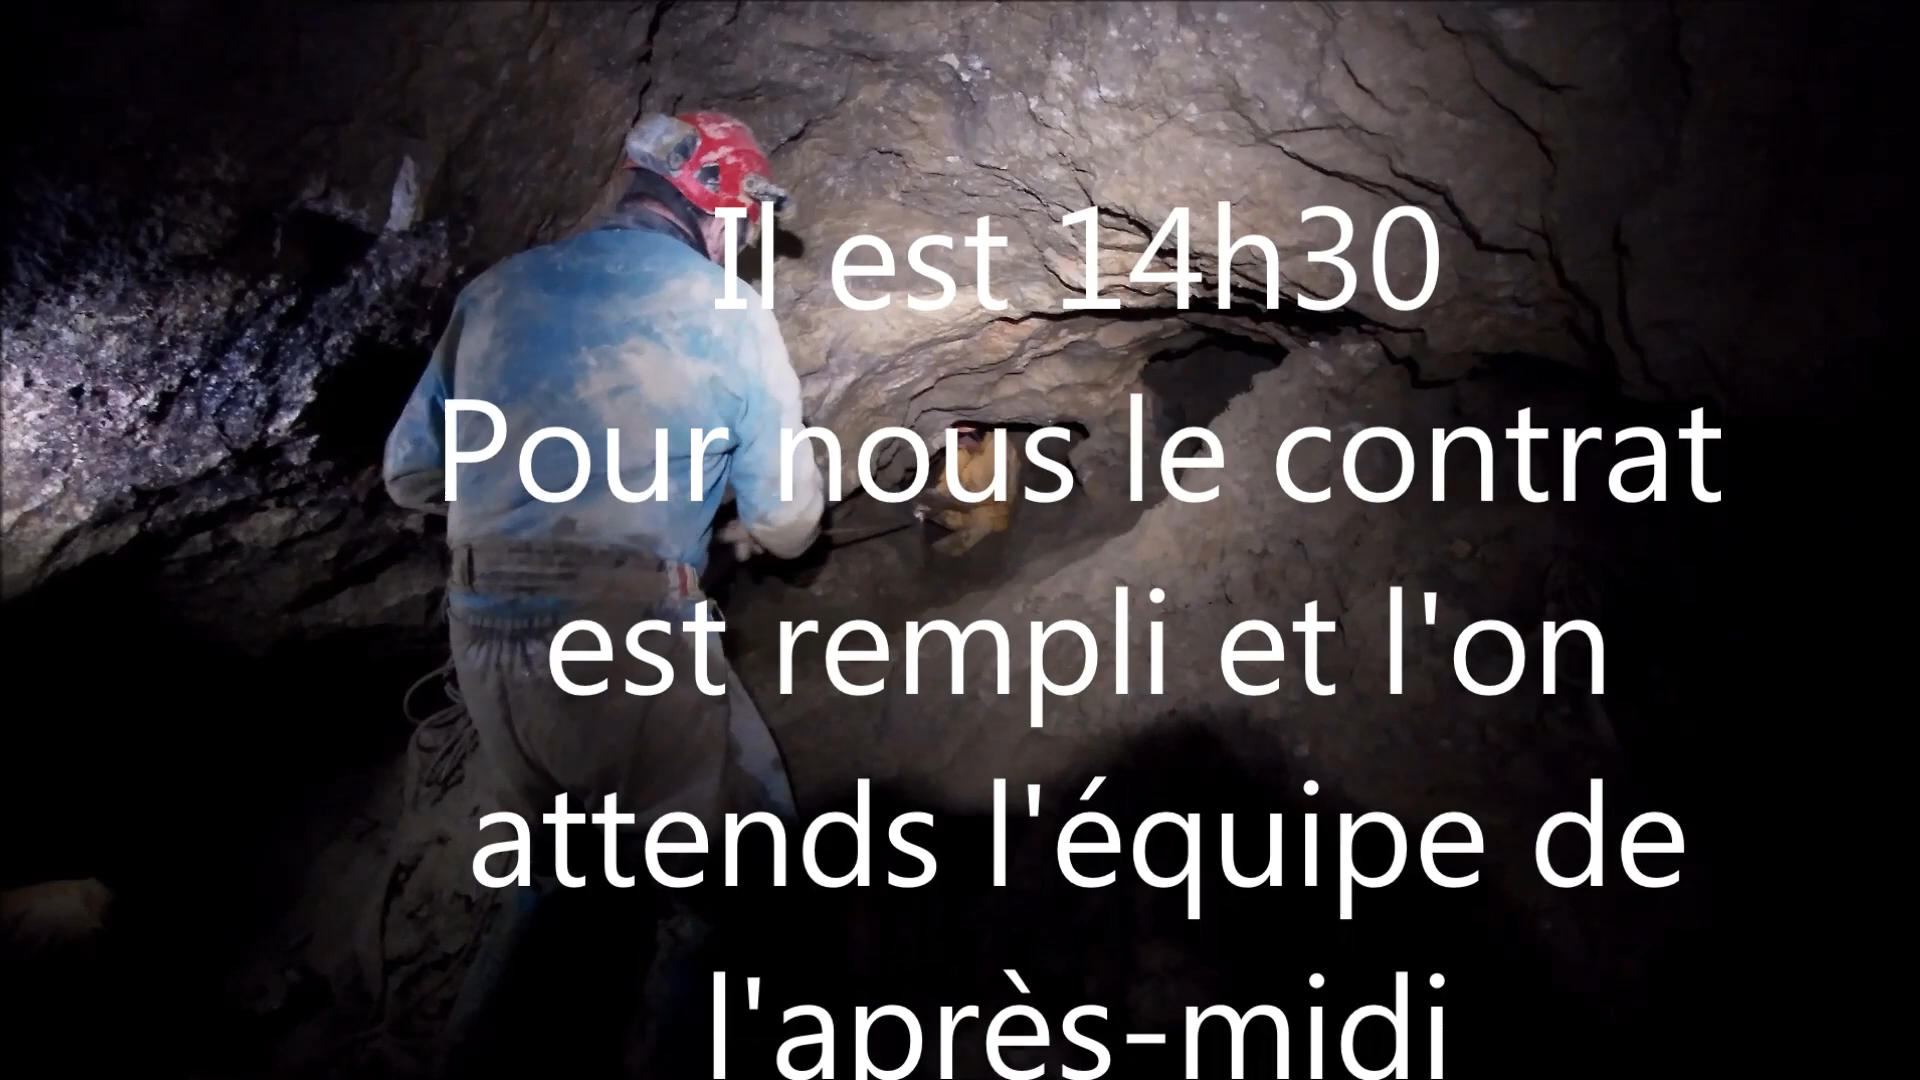 Il est 14h30
Pour nous le contrat
est rempli et l'on
attends l'équipe de
l'après-midi